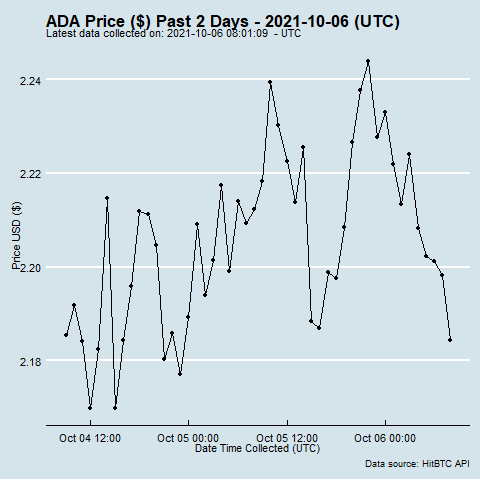 ADA Price ($) Past 2 Days - 2021-10-06 (UTC)
Latest data collected on: 2021-10-06 08:01:09  - UTC
2.24
2.22
2.20
2.18
Price USD ($)
Oct 04 12:00
Oct 05 00:00
Oct 05 12:00
Oct 06 00:00
Date Time Collected (UTC)
Data source: HitBTC API